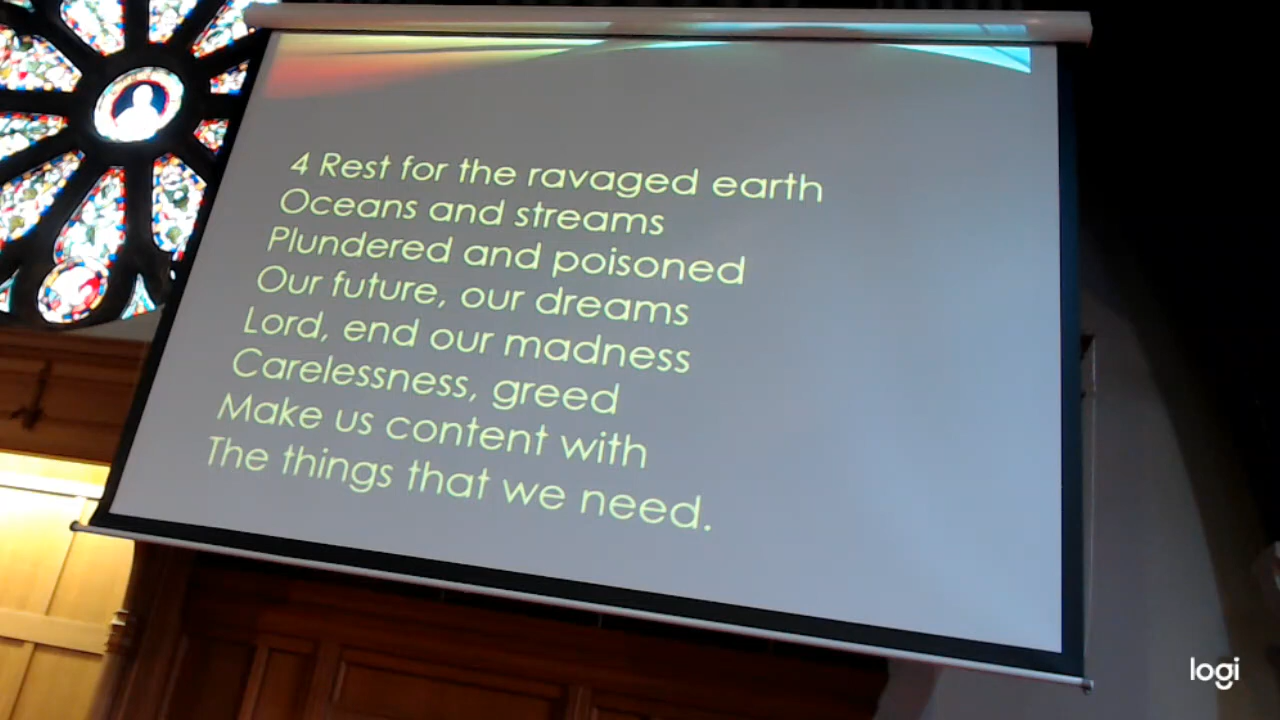 4 Rest for the ravaged earth
Oceans and streams
Plundered and poisoned
Our future, our dreams
Lord, end our madness
Carelessness, greed
Make us content with
The things that we need.
logi